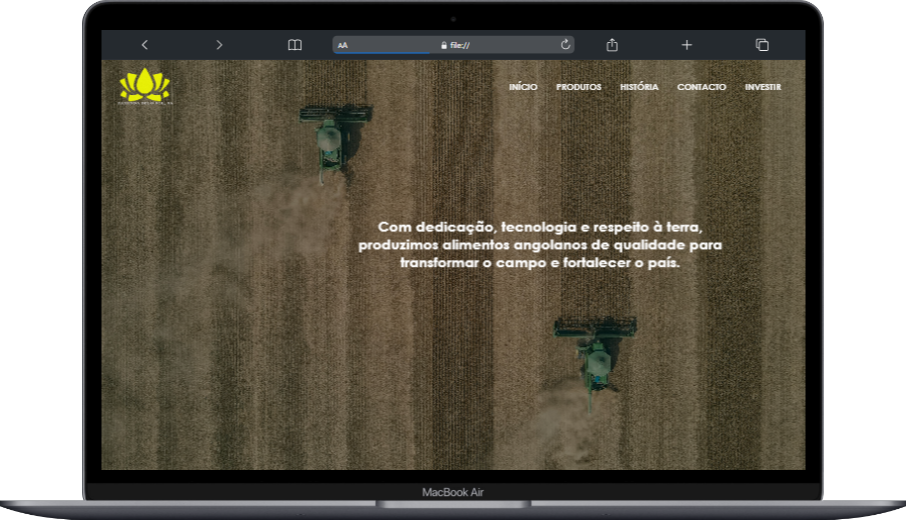 AA
file://
INÍCIO PRODUTOS HISTÓRIA CONTACTO INVESTIR
Com dedicação, tecnologia e respeito à terra,
produzimos alimentos angolanos de qualidade para
transformar o campo e fortalecer o país.
MacBook Air